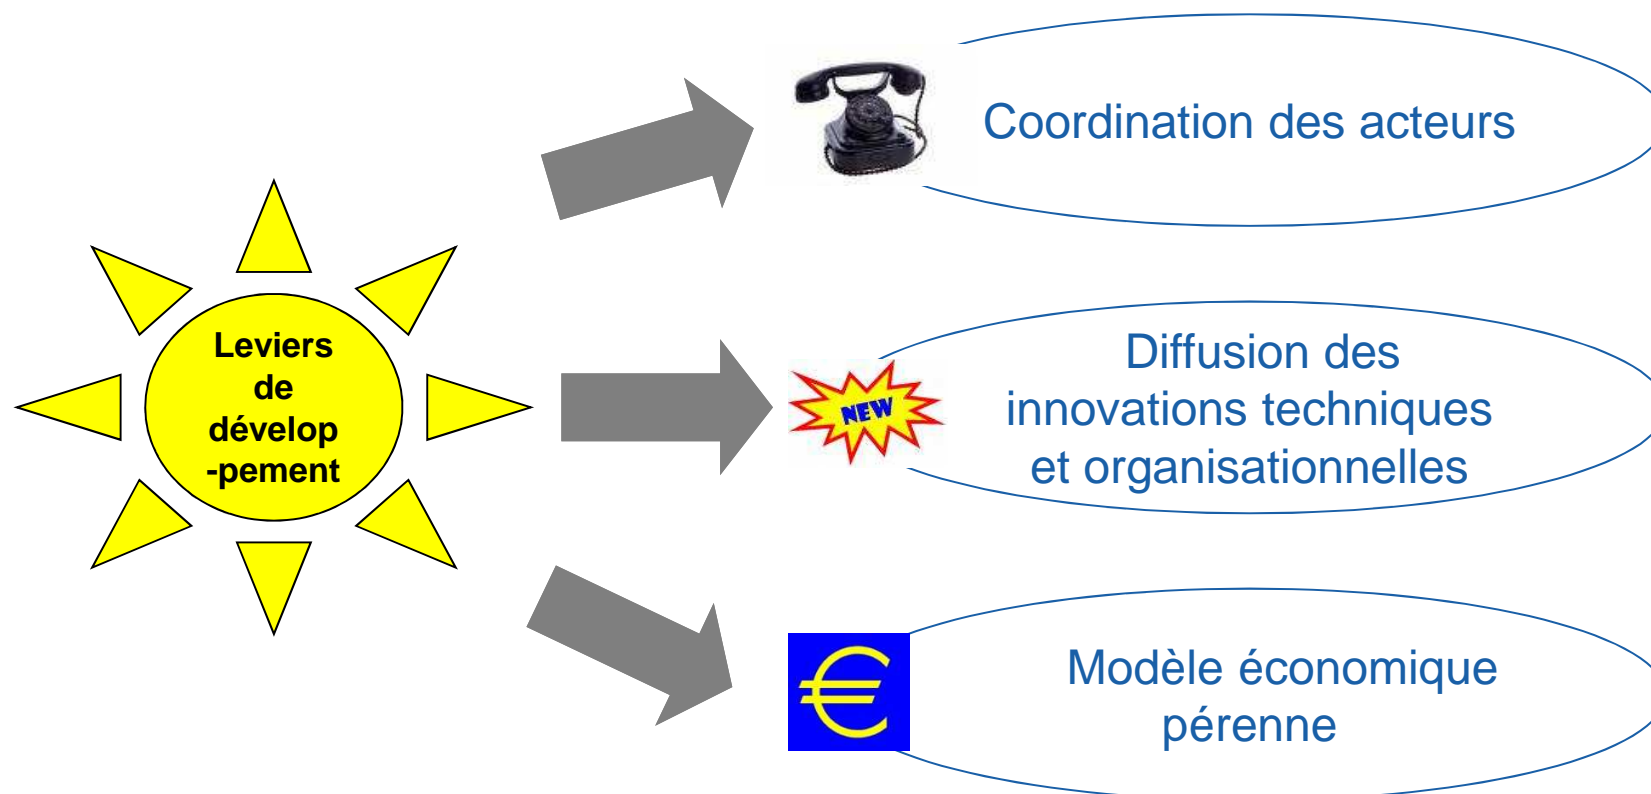 Coordination des acteurs
Leviers
de
dévelop
-pement
Diffusion des
innovations techniques
et organisationnelles
NEW
Modèle économique
pérenne
€